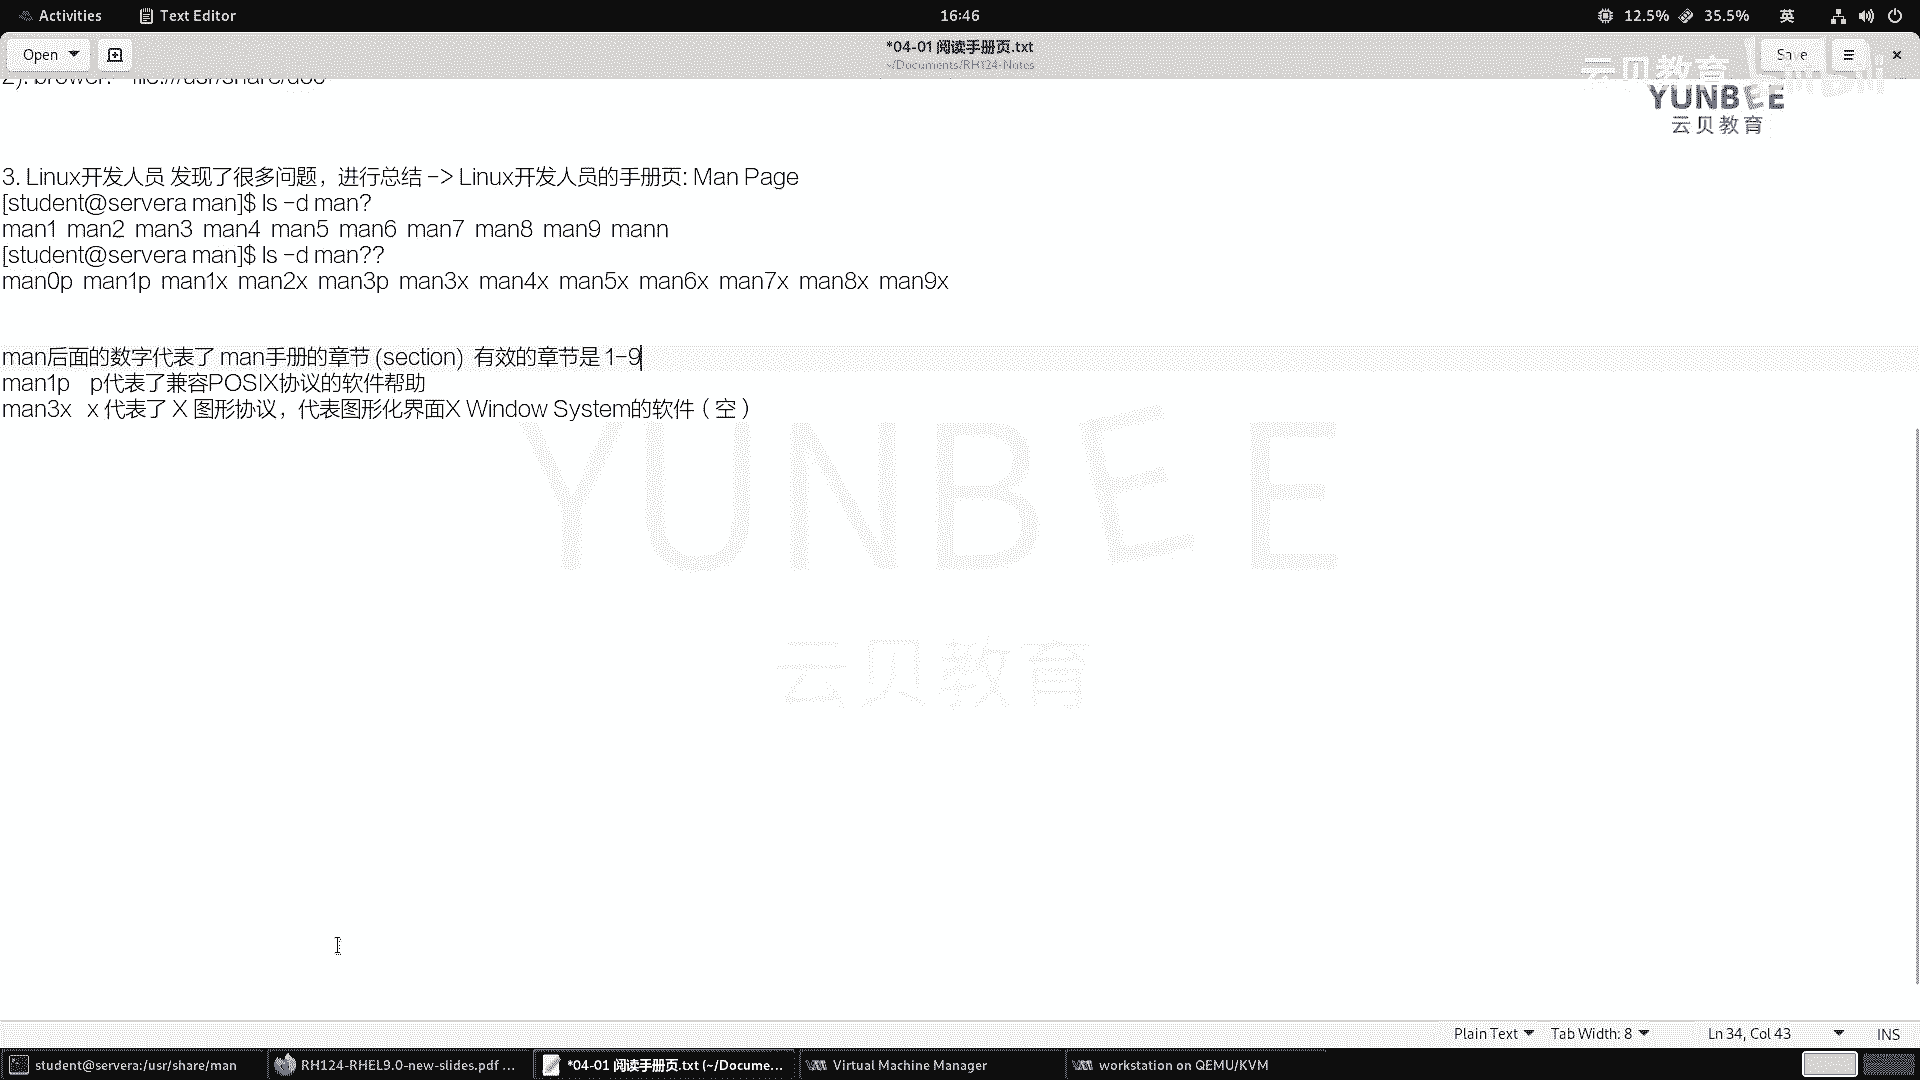 Activities
Text Editor
16:46
12.5%
35.5%
英
Open
*04-01 阅读手册页.txt
~/Documents/RH124-Notes
Save
云贝教育
YUNBEE
云贝教育
2). brower: file:///usr/share/doc
3. Linux开发人员 发现了很多问题，进行总结 -> Linux开发人员的手册页: Man Page
[student@servera man]$ ls -d man?
man1 man2 man3 man4 man5 man6 man7 man8 man9 mann
[student@servera man]$ ls -d man??
man0p man1p man1x man2x man3p man3x man4x man5x man6x man7x man8x man9x
man后面的数字代表了 man手册的章节 (section) 有效的章节是 1-9
man1p p代表了兼容POSIX协议的软件帮助
man3x x 代表了 X 图形协议，代表图形化界面X Window System的软件（空）
YUNBEE
云贝教育
Plain Text
Tab Width: 8
Ln 34, Col 43
INS
student@servera:/usr/share/man
RH124-RHEL9.0-new-slides.pdf ...
*04-01 阅读手册页.txt (~/Docume...
Virtual Machine Manager
workstation on QEMU/KVM